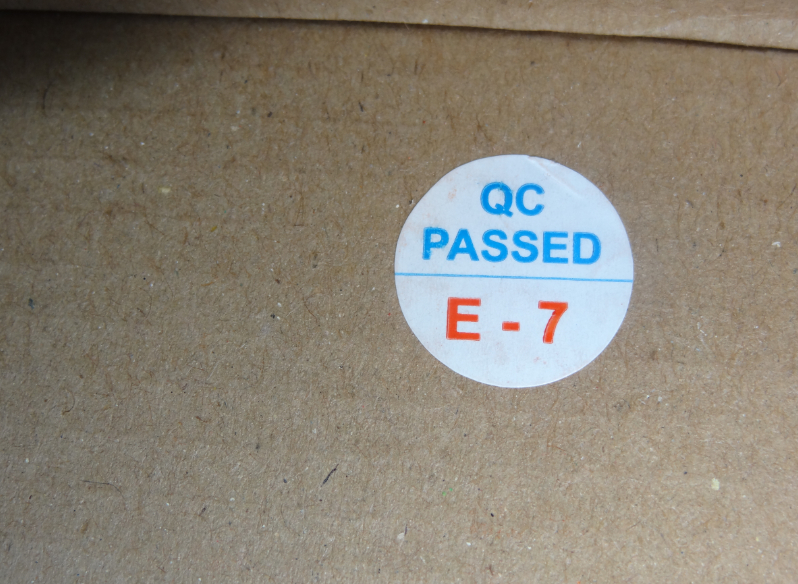 QC
PASSED
E - 7